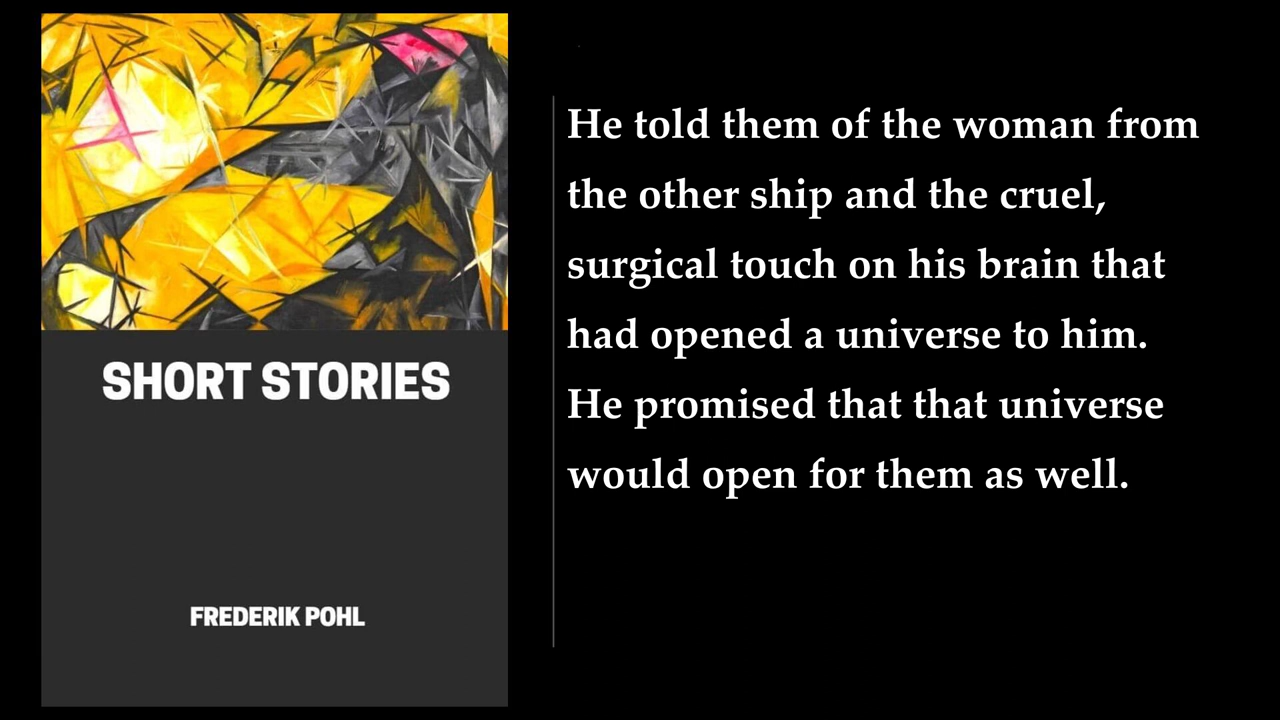 SHORT STORIES
FREDERIK POHL
He told them of the woman from
the other ship and the cruel,
surgical touch on his brain that
had opened a universe to him.
He promised that that universe
would open for them as well.